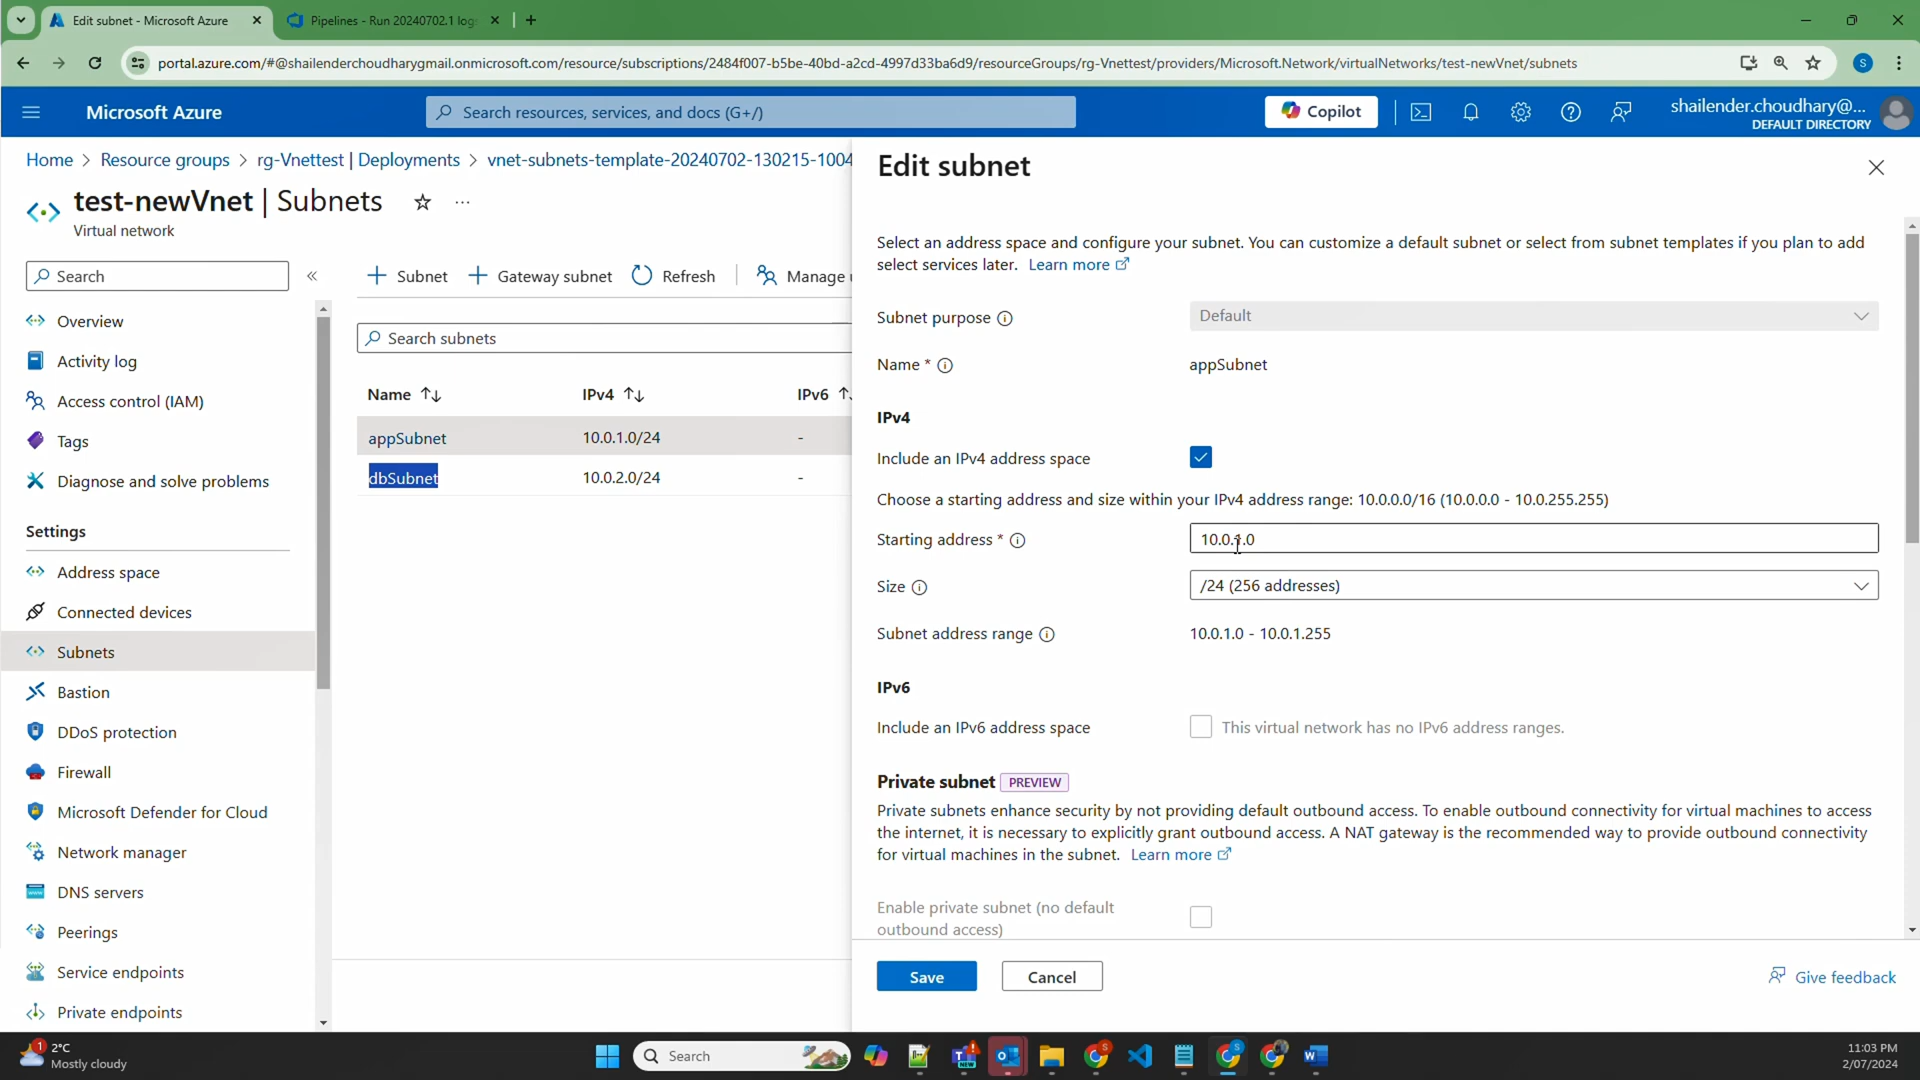 Edit subnet - Microsoft Azure
Pipelines - Run 20240702.1 logs
portal.azure.com/#@shailenderchoudharygmail.onmicrosoft.com/resource/subscriptions/2484f007-b5be-40bd-a2cd-4997d33ba6d9/resourceGroups/rg-Vnettest/providers/Microsoft.Network/virtualNetworks/test-newVnet/subnets
S
Microsoft Azure
Search resources, services, and docs (G+/)
Copilot
shailender.choudhary@...
DEFAULT DIRECTORY
Home > Resource groups > rg-Vnettest | Deployments > vnet-subnets-template-20240702-130215-1004
test-newVnet | Subnets
Virtual network
Search
Overview
Activity log
Access control (IAM)
Tags
Diagnose and solve problems
Settings
Address space
Connected devices
Subnets
Bastion
DDoS protection
Firewall
Microsoft Defender for Cloud
Network manager
DNS servers
Peerings
Service endpoints
Private endpoints
+ Subnet + Gateway subnet Refresh Manage
Search subnets
Name IPv4 IPv6
appSubnet 10.0.1.0/24 -
dbSubnet 10.0.2.0/24 -
Edit subnet
Select an address space and configure your subnet. You can customize a default subnet or select from subnet templates if you plan to add
select services later. Learn more
Subnet purpose Default
Name * appSubnet
IPv4
Include an IPv4 address space
Choose a starting address and size within your IPv4 address range: 10.0.0.0/16 (10.0.0.0 - 10.0.255.255)
Starting address * 10.0.1.0
Size /24 (256 addresses)
Subnet address range 10.0.1.0 - 10.0.1.255
IPv6
Include an IPv6 address space This virtual network has no IPv6 address ranges.
Private subnet PREVIEW
Private subnets enhance security by not providing default outbound access. To enable outbound connectivity for virtual machines to access
the internet, it is necessary to explicitly grant outbound access. A NAT gateway is the recommended way to provide outbound connectivity
for virtual machines in the subnet. Learn more
Enable private subnet (no default
outbound access)
Save Cancel Give feedback
1
2°C
Mostly cloudy
Search
11:03 PM
2/07/2024